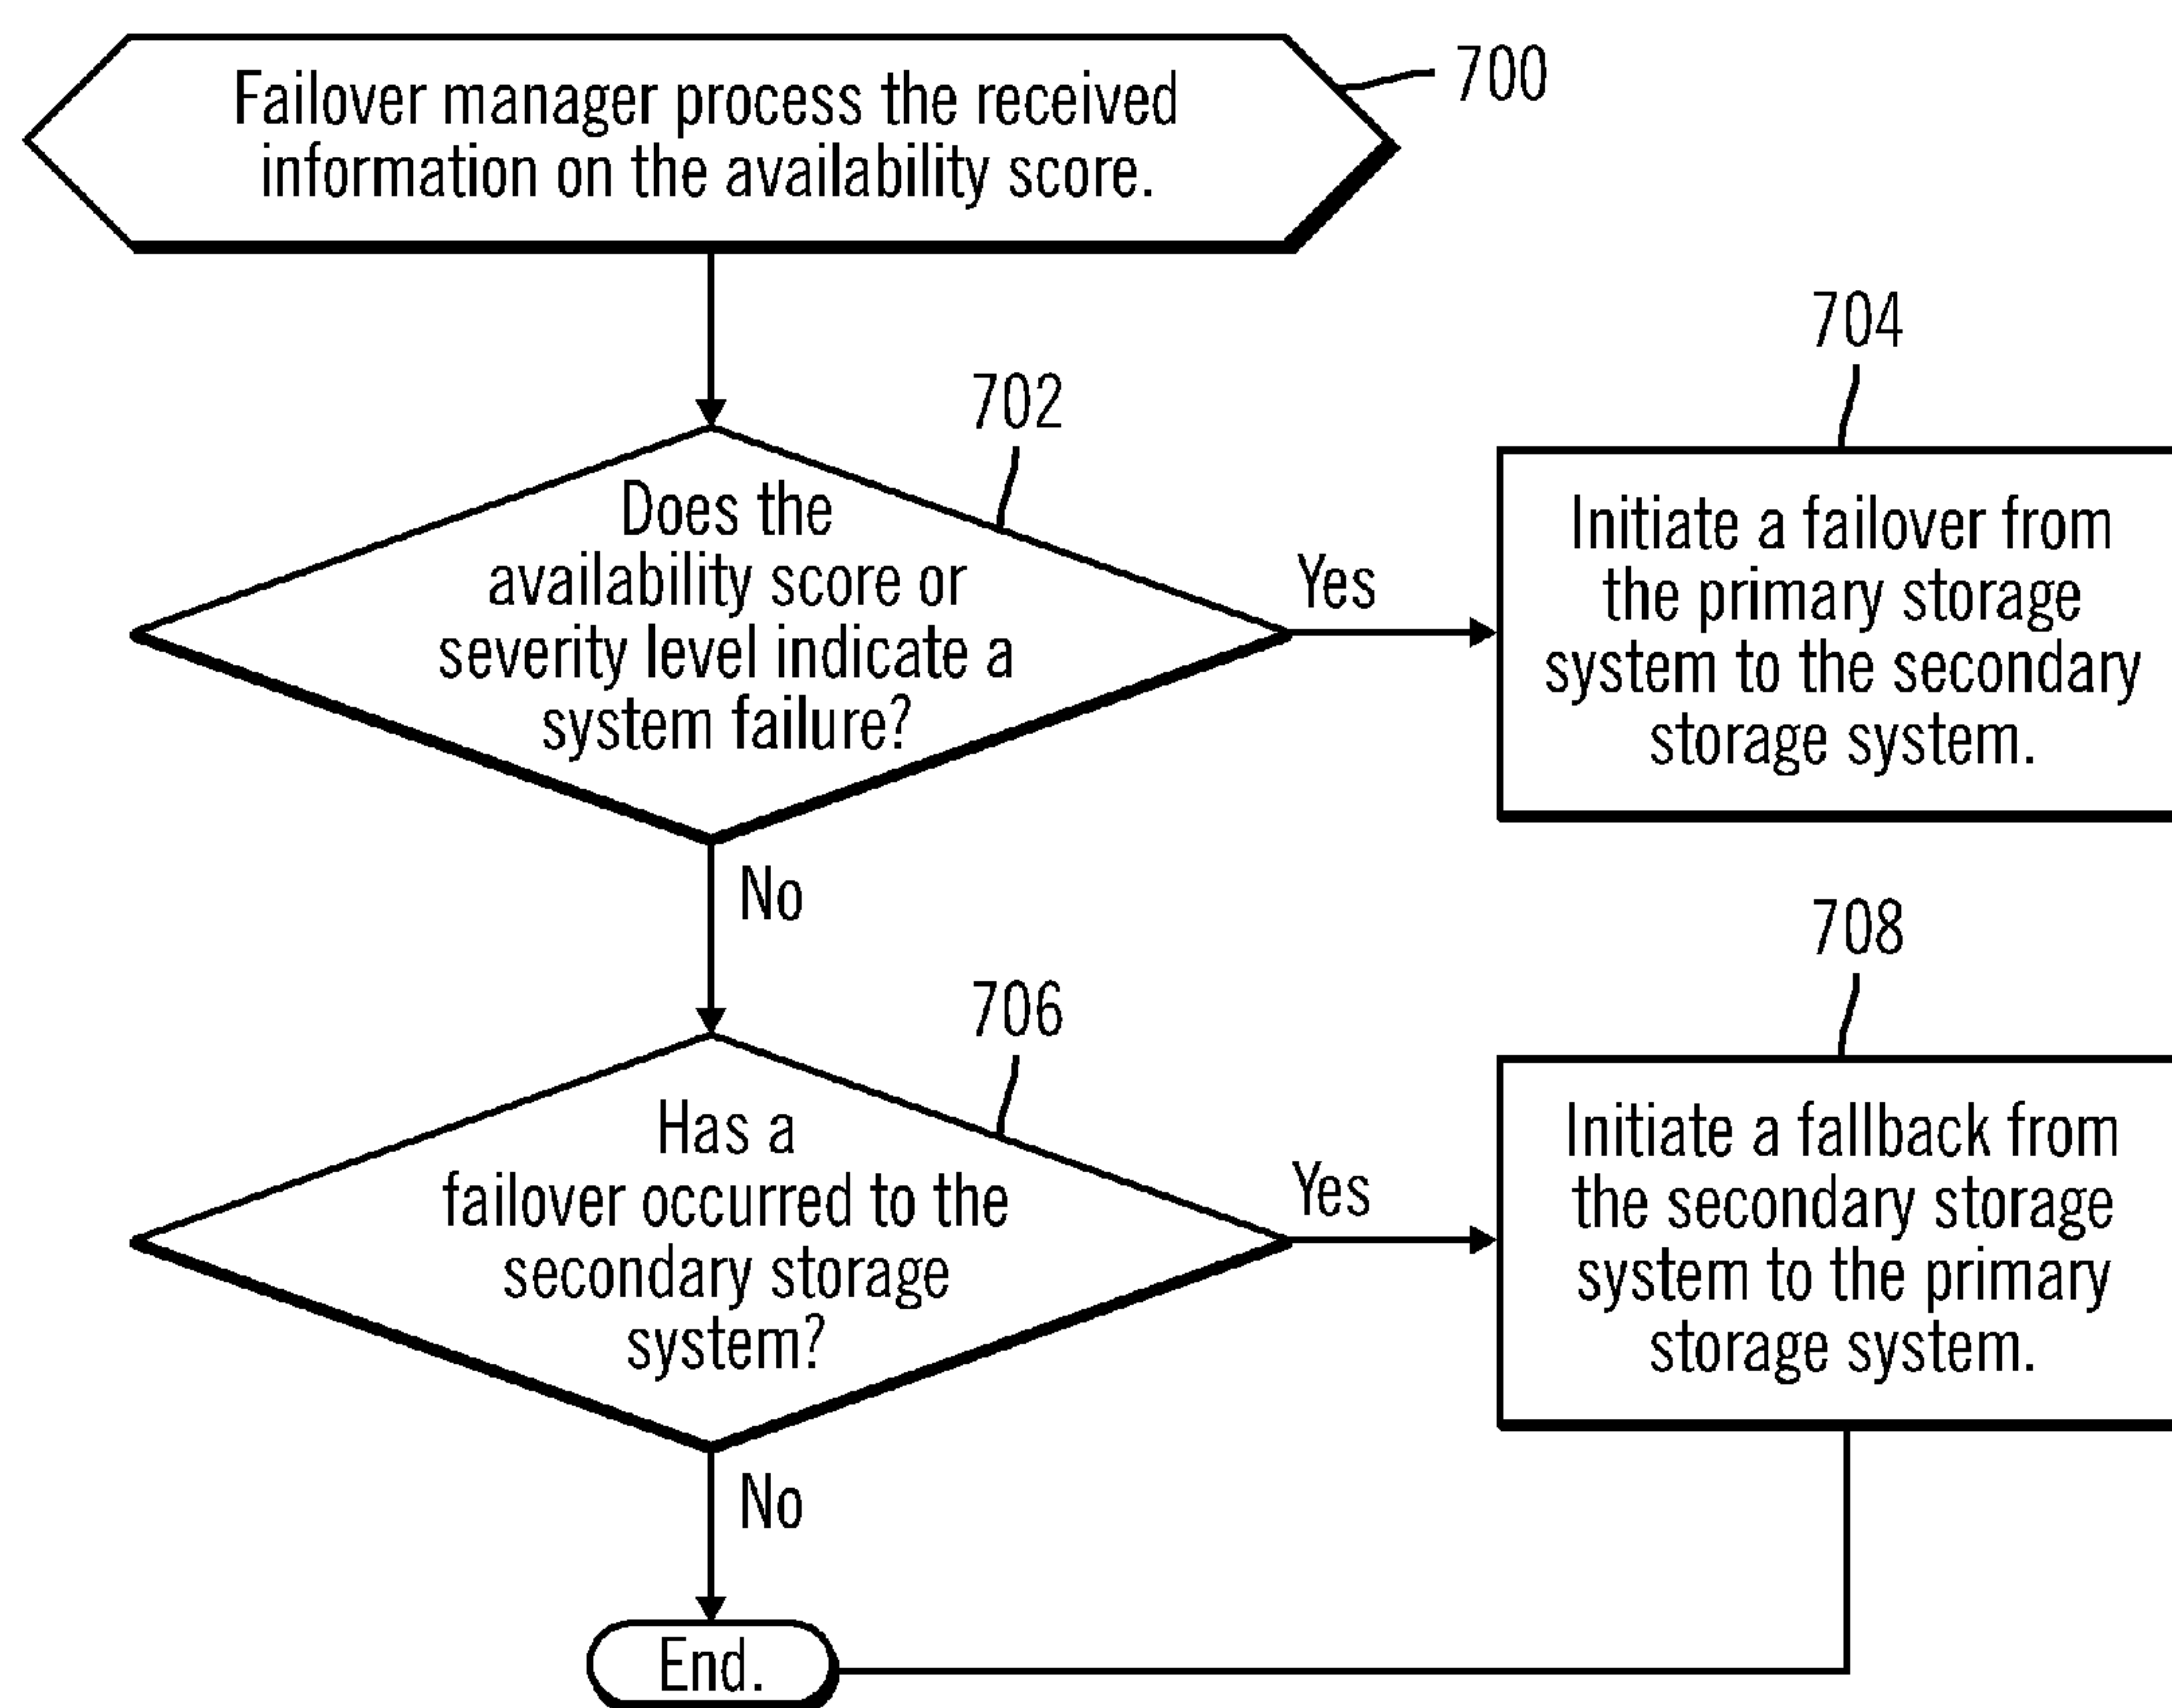 Failover manager process the received
information on the availability score.
700
702
Does the
availability score or
severity level indicate a
system failure?
Yes
704
Initiate a failover from
the primary storage
system to the secondary
storage system.
No
706
Has a
failover occurred to the
secondary storage
system?
Yes
708
Initiate a fallback from
the secondary storage
system to the primary
storage system.
No
End.